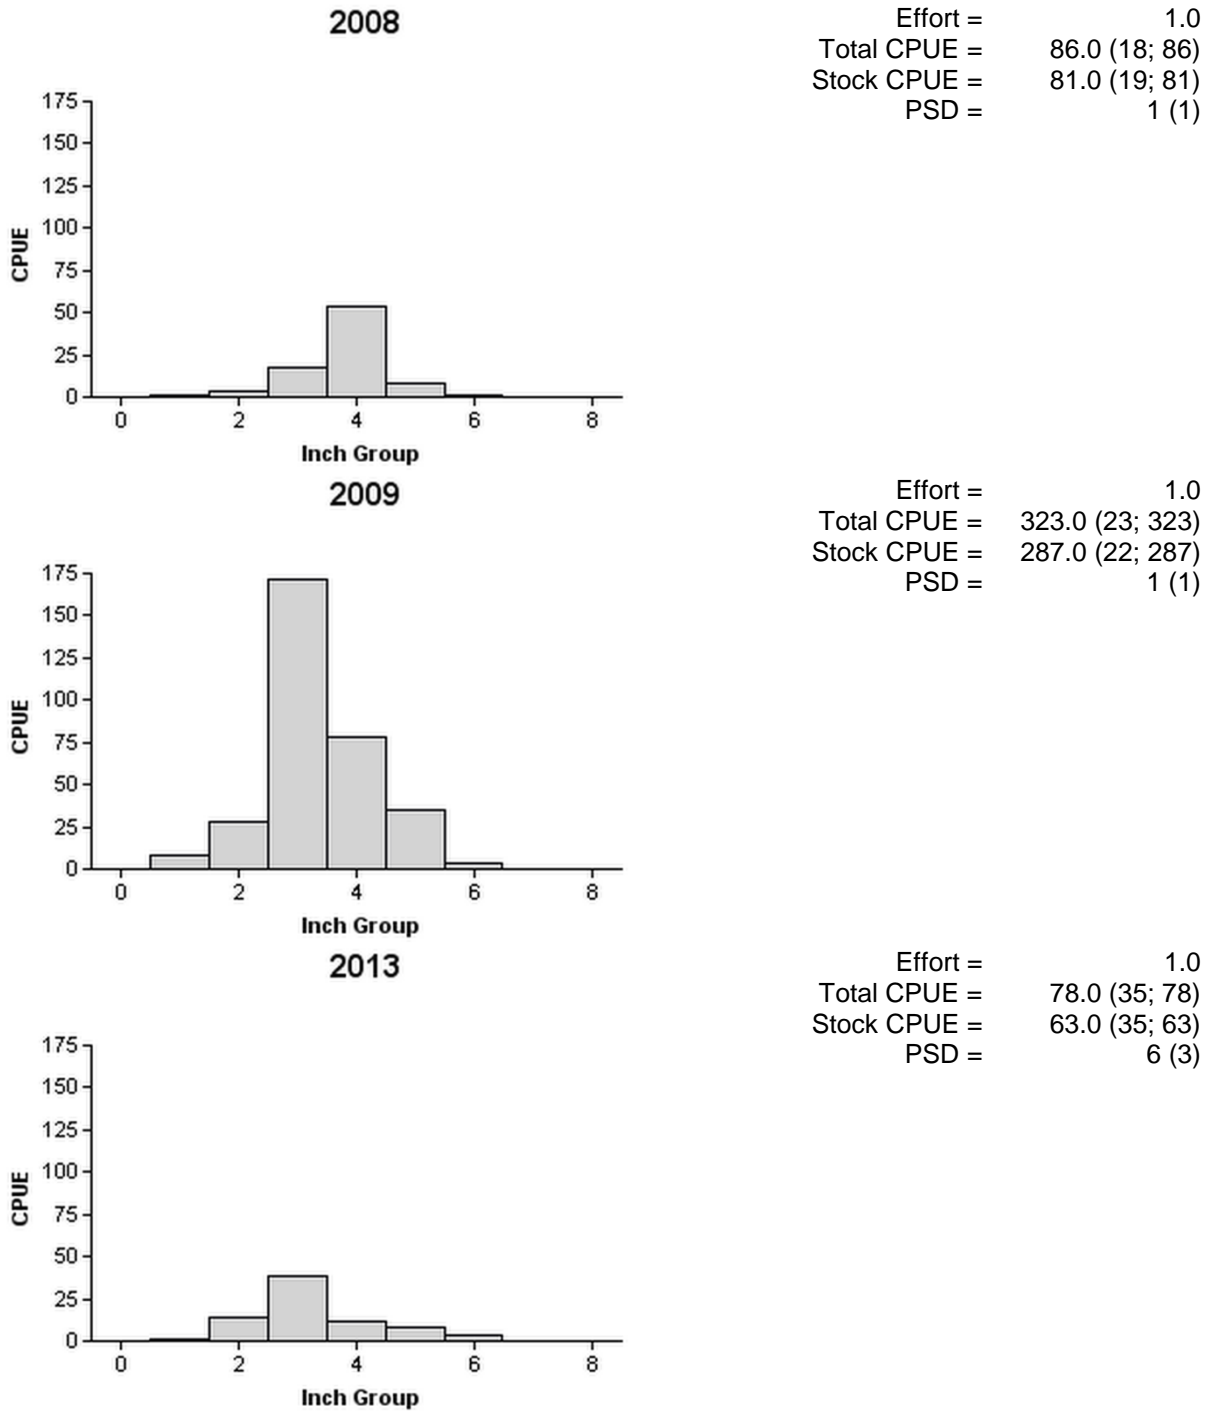 2008
Effort = 1.0
Total CPUE = 86.0 (18; 86)
Stock CPUE = 81.0 (19; 81)
PSD = 1 (1)
175
150
125
100
75
50
25
0
CPUE
0 2 4 6 8
Inch Group
2009
Effort = 1.0
Total CPUE = 323.0 (23; 323)
Stock CPUE = 287.0 (22; 287)
PSD = 1 (1)
175
150
125
100
75
50
25
0
CPUE
0 2 4 6 8
Inch Group
2013
Effort = 1.0
Total CPUE = 78.0 (35; 78)
Stock CPUE = 63.0 (35; 63)
PSD = 6 (3)
175
150
125
100
75
50
25
0
CPUE
0 2 4 6 8
Inch Group